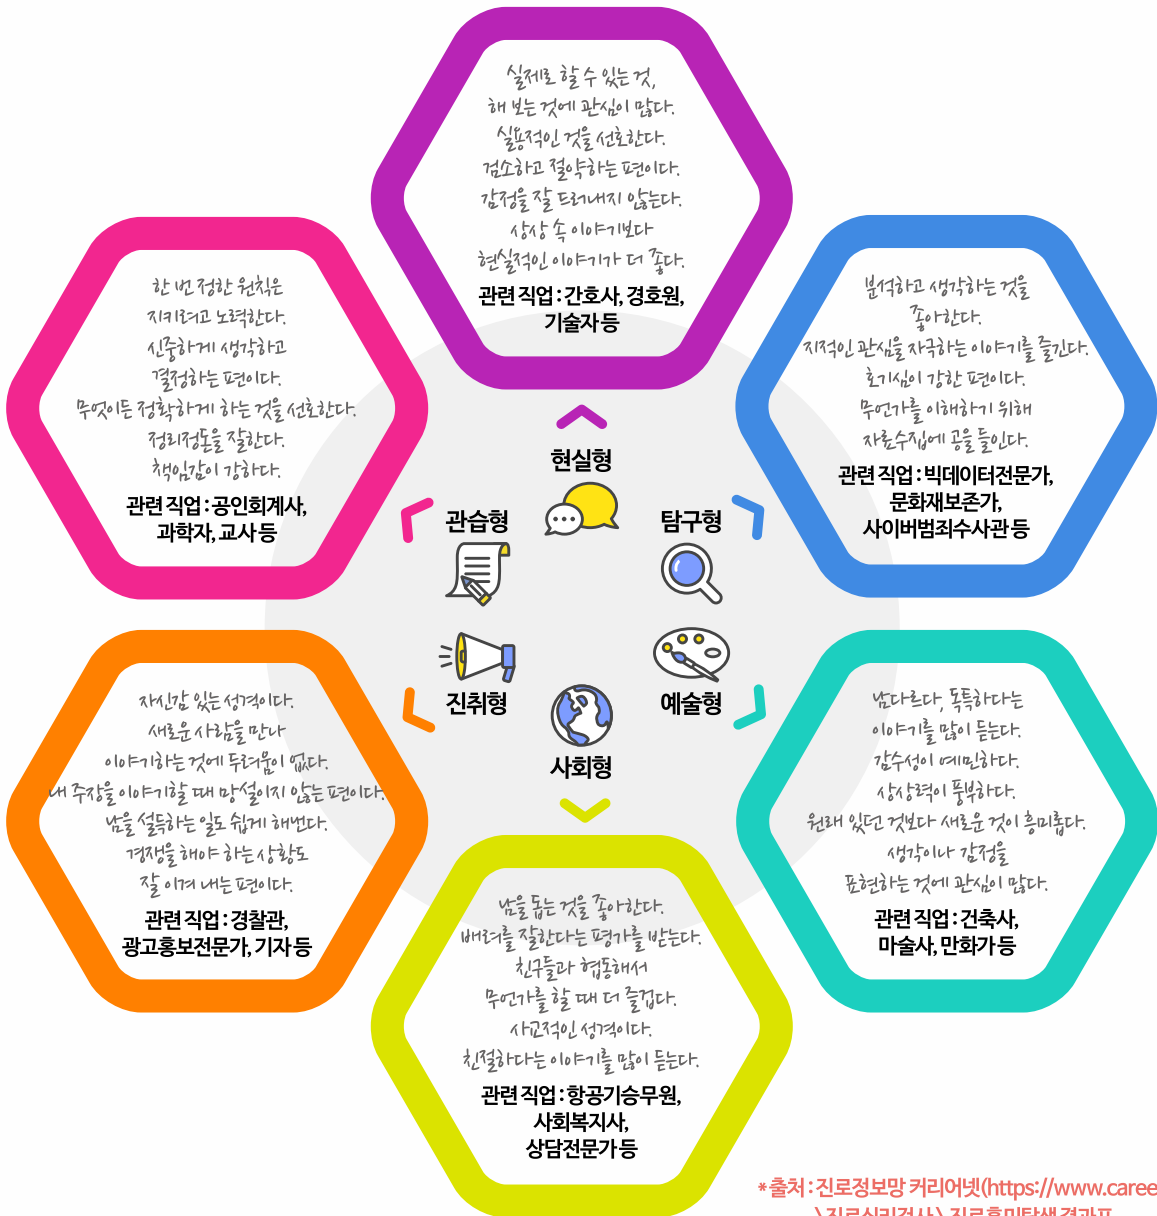 실제로 할 수 있는 것,
해 보는 것에 관심이 많다.
실용적인 것을 선호한다.
검소하고 절약하는 편이다.
감정을 잘 드러내지 않는다.
상상 속 이야기보다
현실적인 이야기가 더 좋다.
관련 직업 : 간호사, 경호원,
기술자 등
한 번 정한 원칙은
지키려고 노력한다.
신중하게 생각하고
결정하는 편이다.
무엇이든 정확하게 하는 것을 선호한다.
정리정돈을 잘한다.
책임감이 강하다.
관련 직업 : 공인회계사,
과학자, 교사 등
분석하고 생각하는 것을
좋아한다.
지적인 관심을 자극하는 이야기를 즐긴다.
호기심이 강한 편이다.
무언가를 이해하기 위해
자료수집에 공을 들인다.
관련 직업 : 빅데이터전문가,
문화재보존가,
사이버범죄수사관 등
현실형
관습형
탐구형
진취형
예술형
사회형
자신감 있는 성격이다.
새로운 사람을 만나
이야기하는 것에 두려움이 없다.
내 주장을 이야기할 때 망설이지 않는 편이다.
남을 설득하는 일도 쉽게 해낸다.
경쟁을 해야 하는 상황도
잘 이겨 내는 편이다.
관련 직업 : 경찰관,
광고홍보전문가, 기자 등
남다르다, 독특하다는
이야기를 많이 듣는다.
감수성이 예민하다.
상상력이 풍부하다.
원래 있던 것보다 새로운 것이 흥미롭다.
생각이나 감정을
표현하는 것에 관심이 많다.
관련 직업 : 건축사,
마술사, 만화가 등
남을 돕는 것을 좋아한다.
배려를 잘한다는 평가를 받는다.
친구들과 협동해서
무언가를 할 때 더 즐겁다.
사교적인 성격이다.
친절하다는 이야기를 많이 듣는다.
관련 직업 : 항공기승무원,
사회복지사,
상담전문가 등
*출처 : 진로정보망 커리어넷(https://www.caree
> 진로심리검사 > 진로흥미탐색 결과표